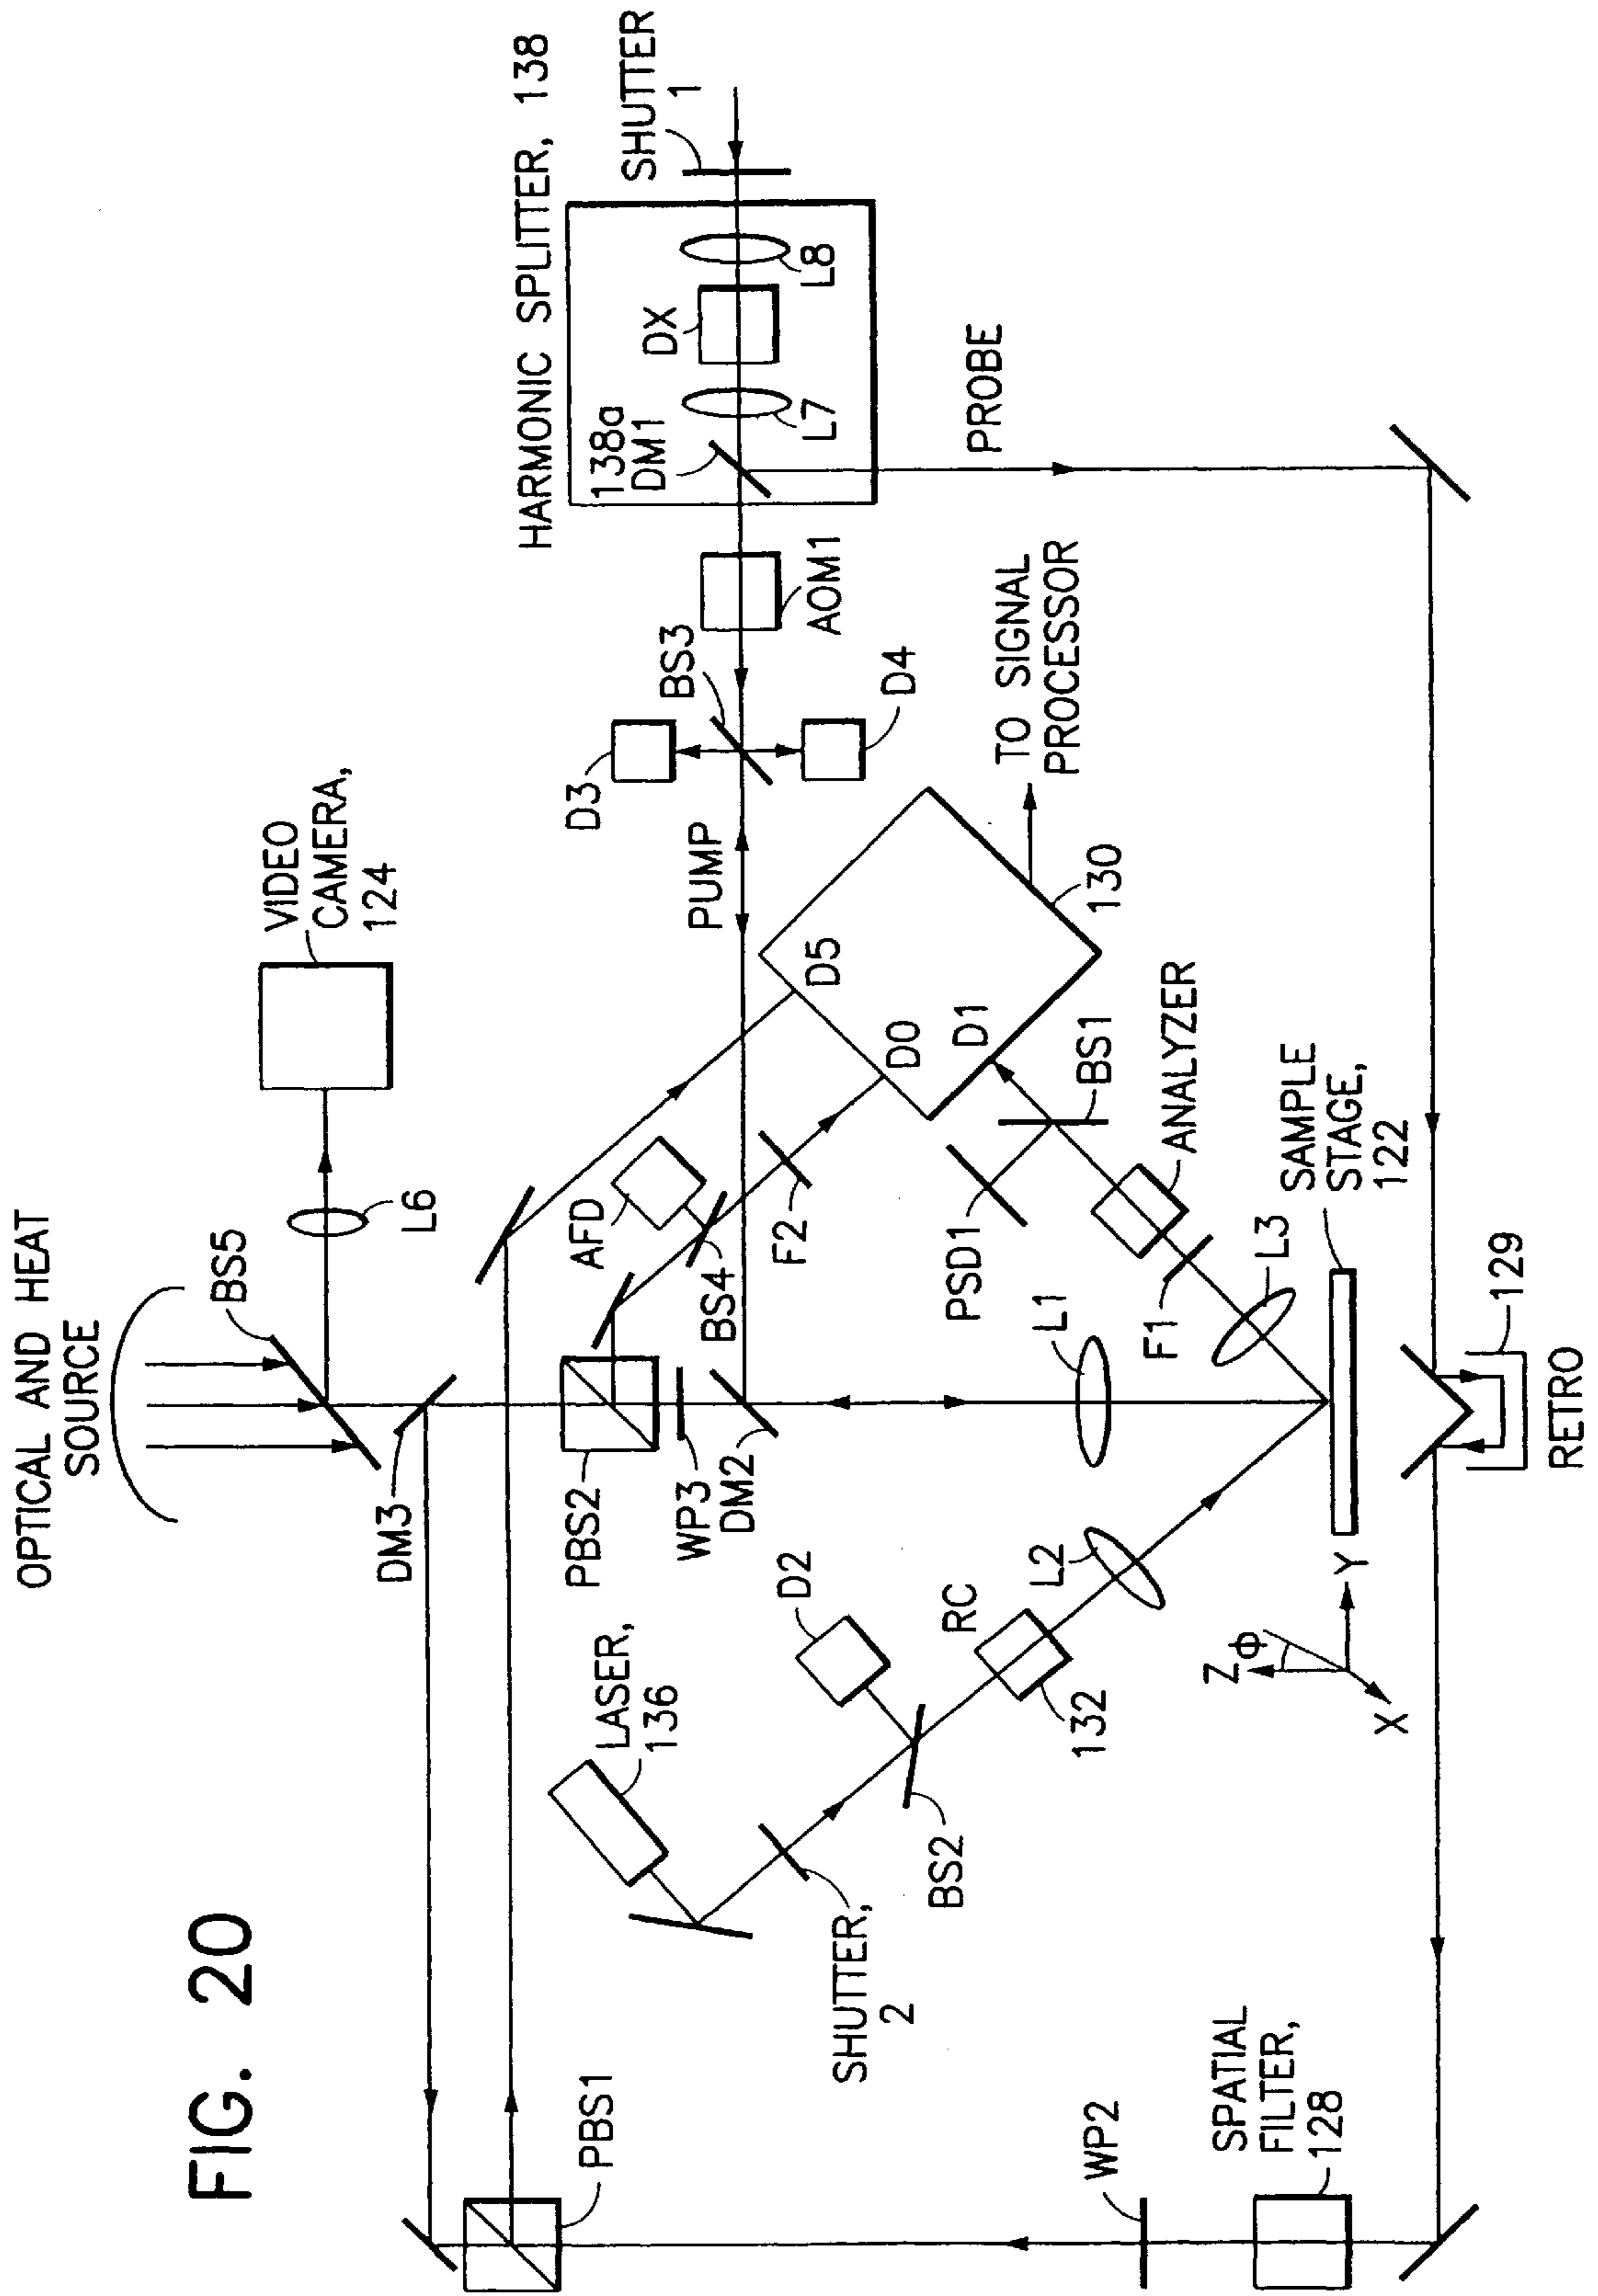 FIG. 20
OPTICAL AND HEAT
SOURCE
BS5
VIDEO
CAMERA,
124
L6
DM3
HARMONIC SPLITTER, 138
SHUTTER
1
L8
DX
L7
138a
DM1
AOM1
BS3
D3
D4
PUMP
PROBE
PBS1
PBS2
WP3
DM2
AFD
BS4
F2
D5
D0
D1
130
TO SIGNAL
PROCESSOR
BS1
PSD1
ANALYZER
F1
L3
L1
LASER,
136
SHUTTER,
2
D2
BS2
RC
132
L2
SAMPLE
STAGE,
122
Z
Φ
Y
X
129
RETRO
WP2
SPATIAL
FILTER,
128